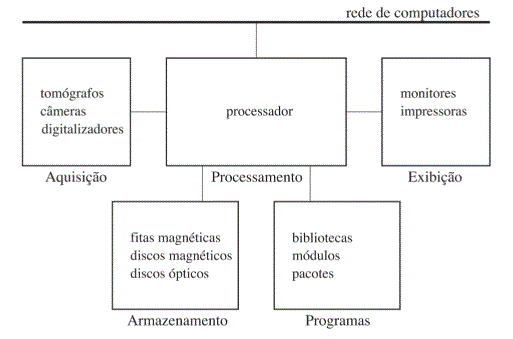 rede de computadores
tomógrafos
câmeras
digitalizadores
processador
monitores
impressoras
Aquisição
Processamento
Exibição
fitas magnéticas
discos magnéticos
discos ópticos
bibliotecas
módulos
pacotes
Armazenamento
Programas